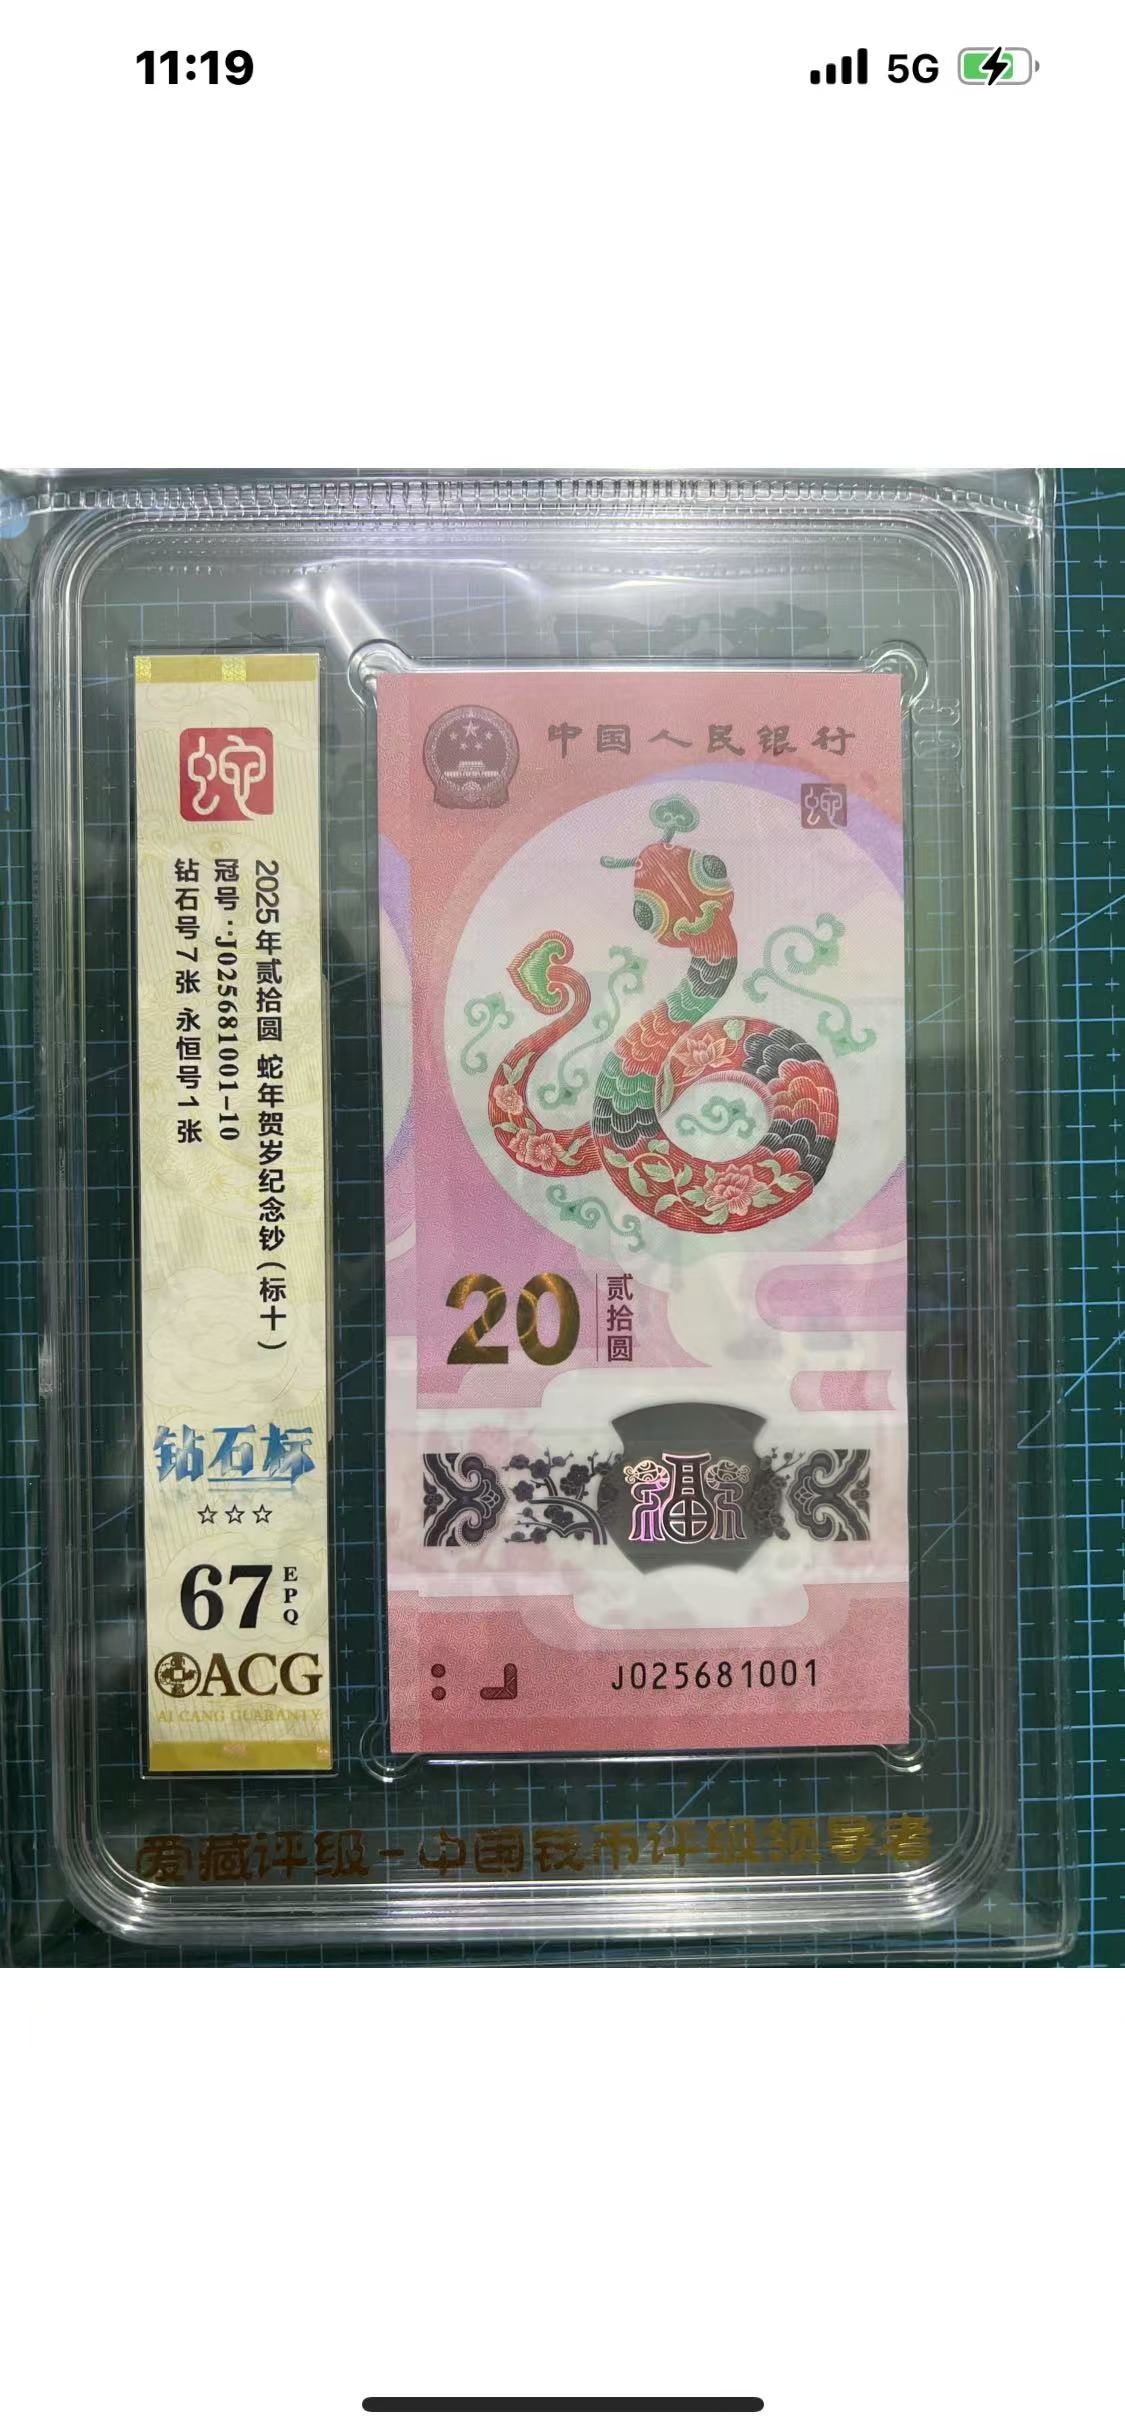 11:19
5G
蛇
2025年贰拾圆 蛇年贺岁纪念钞(标十)
冠号:J025681001-10
钻石号7张 永恒号1张
钻石标
☆☆☆
67 EPQ
ACG
AI CANG GUARANTY
中国人民银行
蛇
20 贰拾圆
福
J025681001
爱藏评级-中国钱币评级领导者